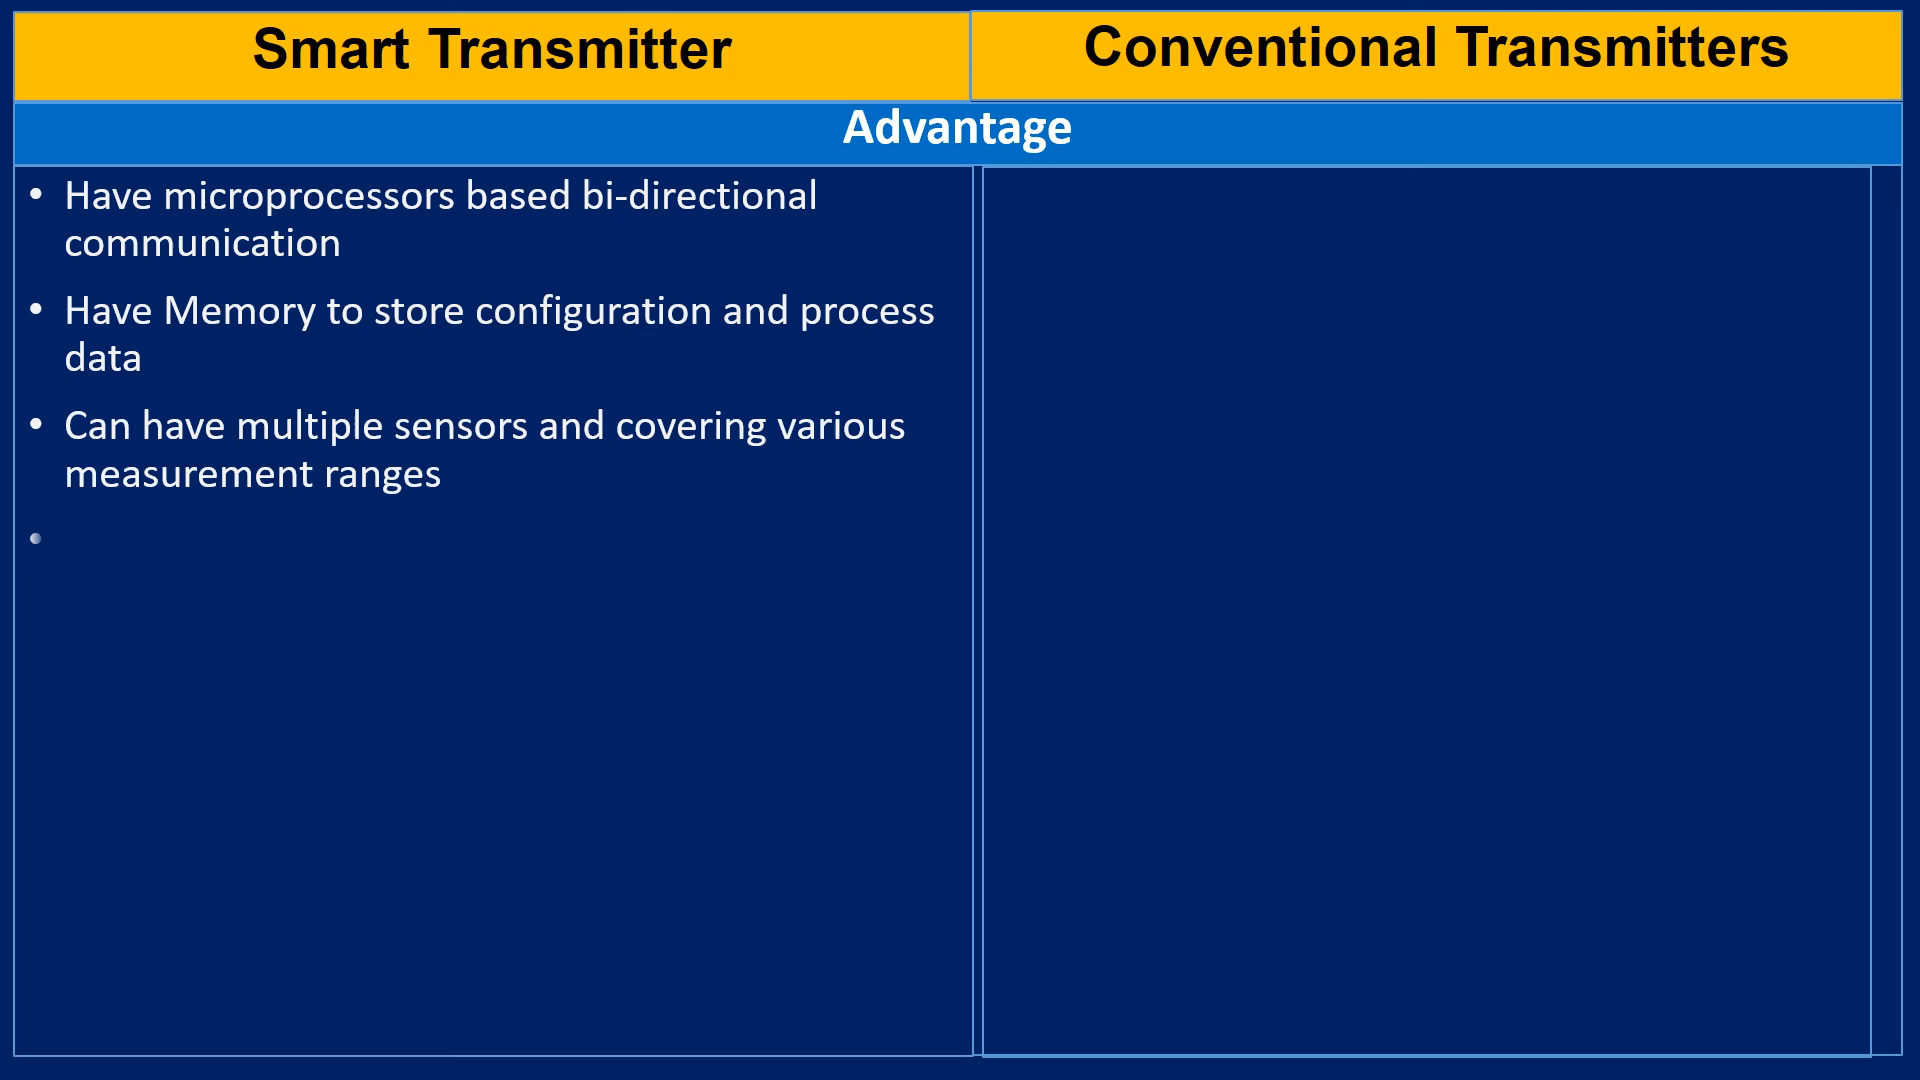 Smart Transmitter
Conventional Transmitters
Advantage
• Have microprocessors based bi-directional
communication
• Have Memory to store configuration and process
data
• Can have multiple sensors and covering various
measurement ranges
•